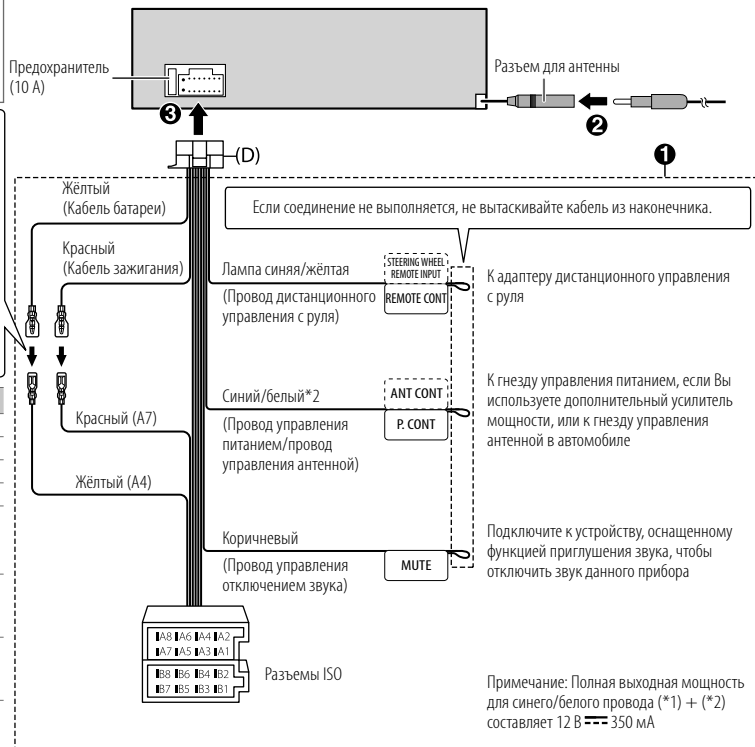 Предохранитель
(10 А)
Разъем для антенны
❸
❷
(D)
❶
Жёлтый
(Кабель батареи)
Если соединение не выполняется, не вытаскивайте кабель из наконечника.
Красный
(Кабель зажигания)
Лампа синяя/жёлтая
(Провод дистанционного
управления с руля)
STEERING WHEEL
REMOTE INPUT
REMOTE CONT
К адаптеру дистанционного управления
с руля
Синий/белый*2
(Провод управления
питанием/провод
управления антенной)
ANT CONT
P. CONT
К гнезду управления питанием, если Вы
используете дополнительный усилитель
мощности, или к гнезду управления
антенной в автомобиле
Красный (A7)
Жёлтый (A4)
Коричневый
(Провод управления
отключением звука)
MUTE
Подключите к устройству, оснащенному
функцией приглушения звука, чтобы
отключить звук данного прибора
A8 A6 A4 A2
A7 A5 A3 A1
B8 B6 B4 B2
B7 B5 B3 B1
Разъемы ISO
Примечание: Полная выходная мощность
для синего/белого провода (*1) + (*2)
составляет 12 В ⎓ 350 мА